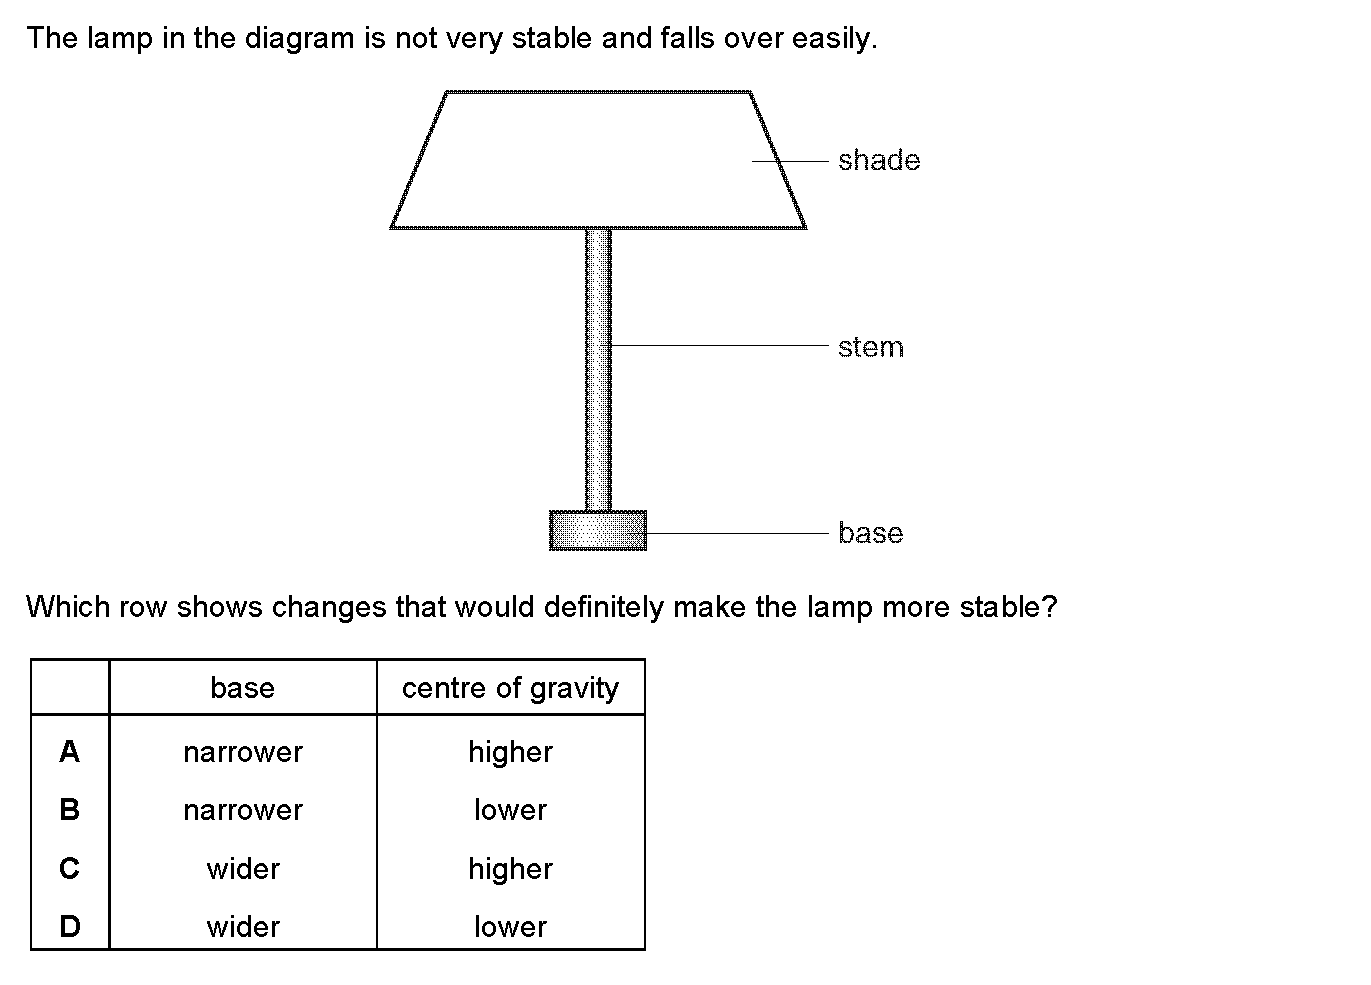 The lamp in the diagram is not very stable and falls over easily.
shade
stem
base
Which row shows changes that would definitely make the lamp more stable?
base centre of gravity
A narrower higher
B narrower lower
C wider higher
D wider lower